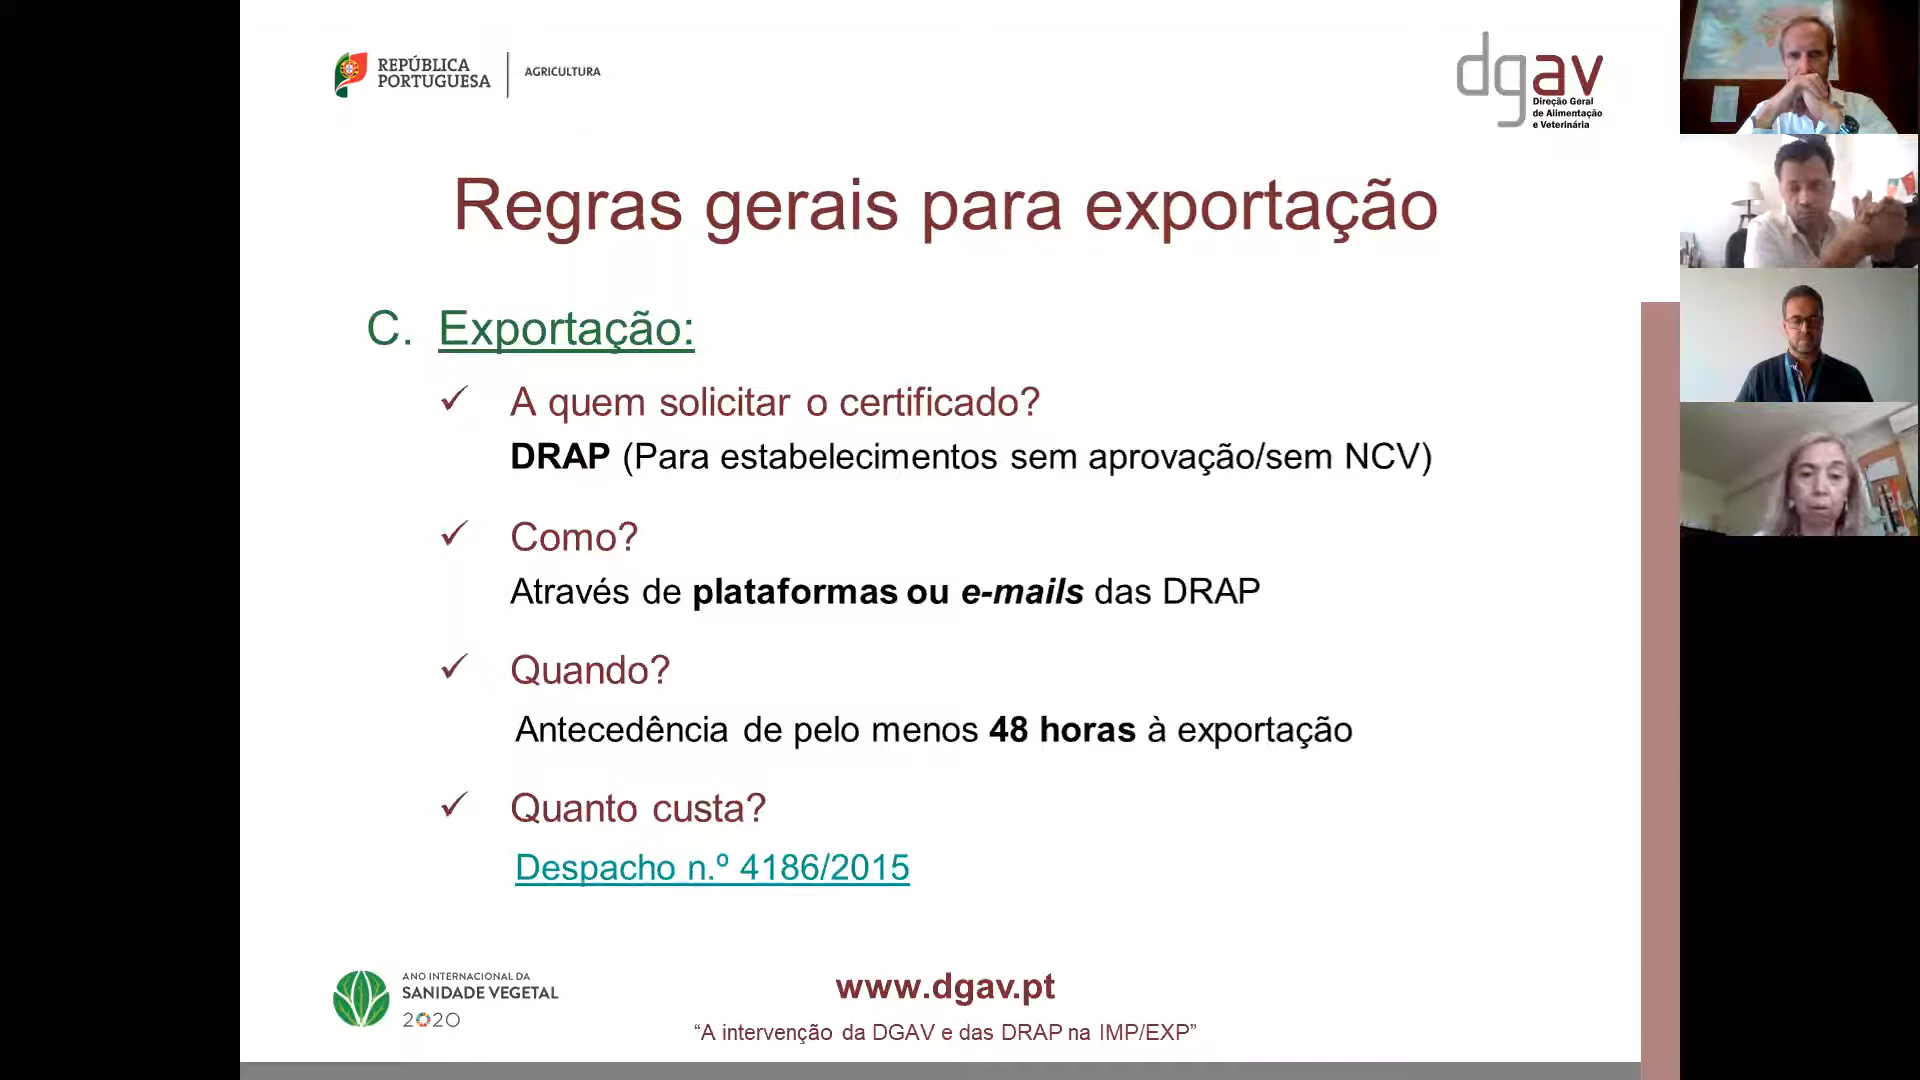 REPÚBLICA
PORTUGUESA
AGRICULTURA
dgav
Direção Geral
de Alimentação
e Veterinária
Regras gerais para exportação
C. Exportação:
✓ A quem solicitar o certificado?
DRAP (Para estabelecimentos sem aprovação/sem NCV)
✓ Como?
Através de plataformas ou e-mails das DRAP
✓ Quando?
Antecedência de pelo menos 48 horas à exportação
✓ Quanto custa?
Despacho n.º 4186/2015
ANO INTERNACIONAL DA
SANIDADE VEGETAL
2020
www.dgav.pt
“A intervenção da DGAV e das DRAP na IMP/EXP”